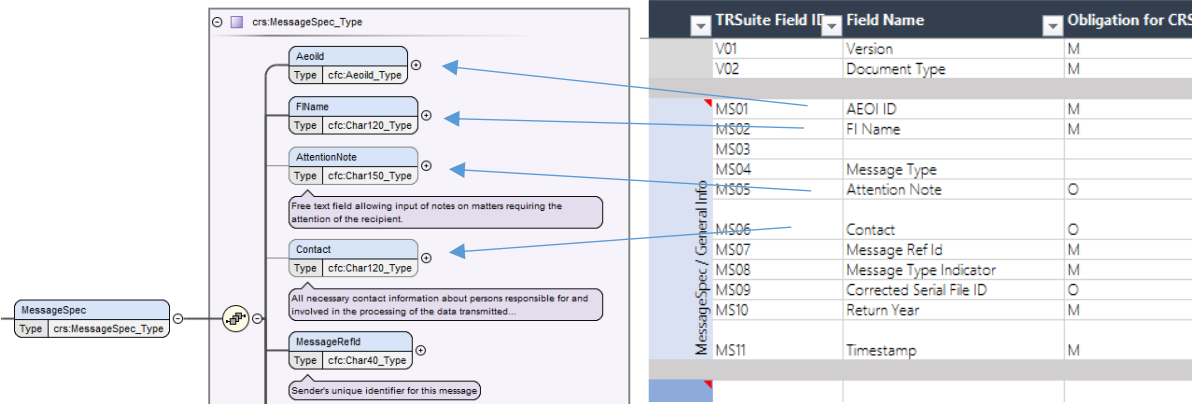 crs:MessageSpec_Type
AeoiId
Type cfc:AeoiId_Type
FIName
Type cfc:Char120_Type
AttentionNote
Type cfc:Char150_Type
Free text field allowing input of notes on matters requiring the
attention of the recipient.
Contact
Type cfc:Char120_Type
All necessary contact information about persons responsible for and
involved in the processing of the data transmitted...
MessageSpec
Type crs:MessageSpec_Type
MessageRefId
Type cfc:Char40_Type
Sender's unique identifier for this message
TRSuite Field ID Field Name Obligation for CRS
V01 Version M
V02 Document Type M
MessageSpec / General Info
MS01 AEOI ID M
MS02 FI Name M
MS03
MS04 Message Type
MS05 Attention Note O
MS06 Contact O
MS07 Message Ref Id M
MS08 Message Type Indicator M
MS09 Corrected Serial File ID O
MS10 Return Year M
MS11 Timestamp M